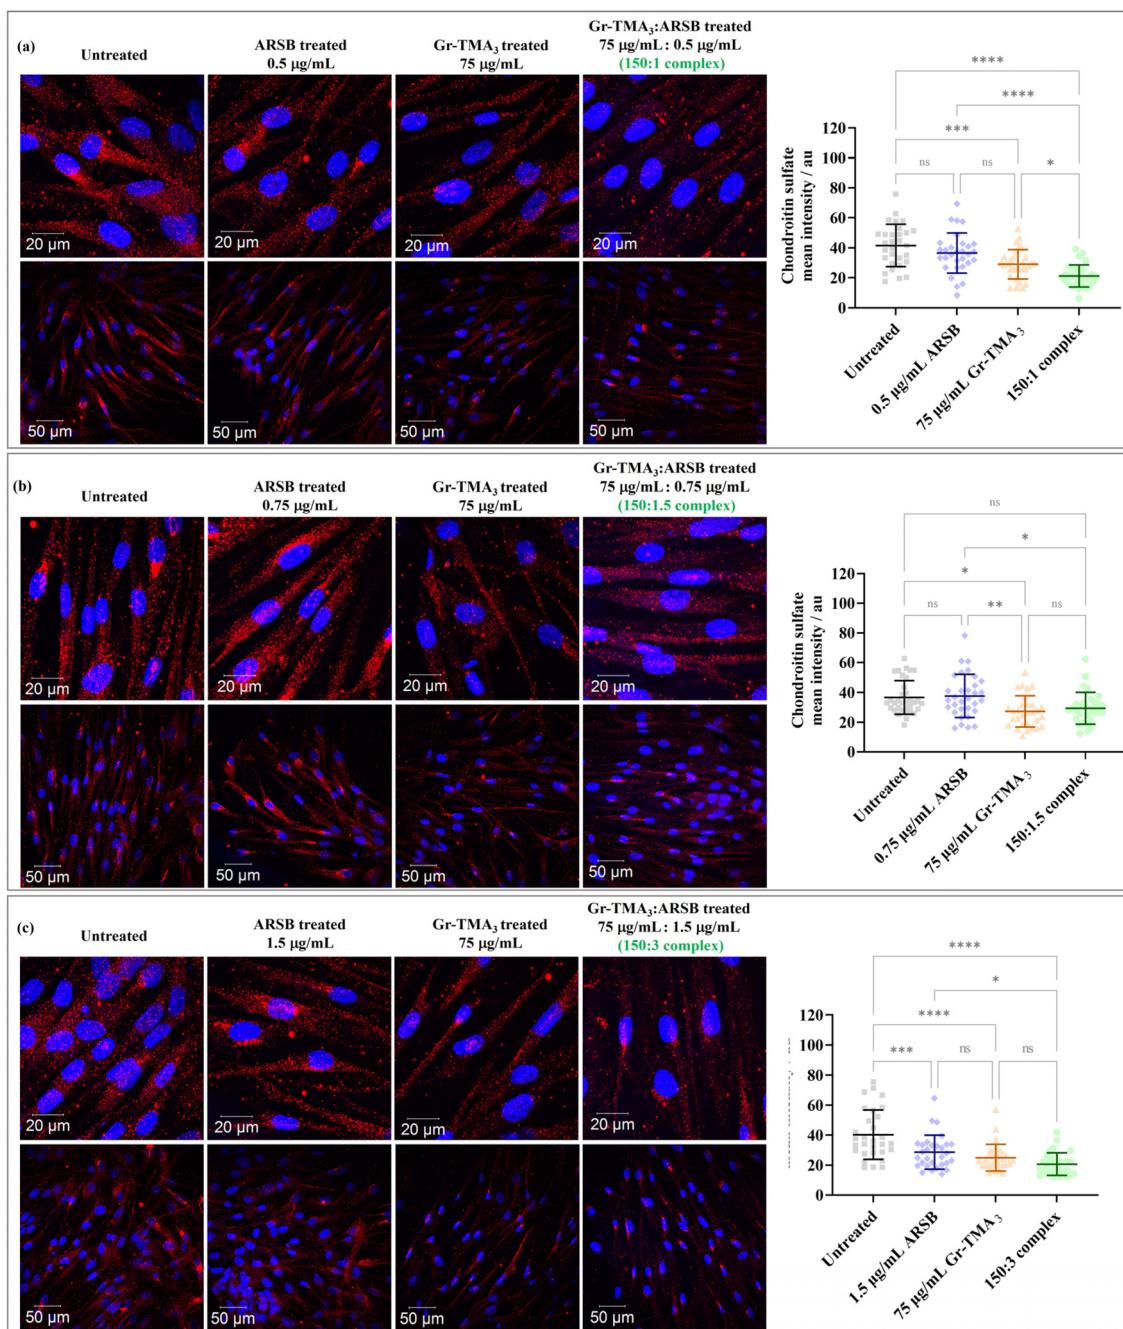 (a)
Untreated
ARSB treated
0.5 µg/mL
Gr-TMA₃ treated
75 µg/mL
Gr-TMA₃:ARSB treated
75 µg/mL : 0.5 µg/mL
(150:1 complex)
20 µm
20 µm
20 µm
20 µm
50 µm
50 µm
50 µm
50 µm
****
****
***
ns
ns
*
Chondroitin sulfate
mean intensity / au
120
100
80
60
40
20
0
Untreated
0.5 µg/mL ARSB
75 µg/mL Gr-TMA₃
150:1 complex
(b)
Untreated
ARSB treated
0.75 µg/mL
Gr-TMA₃ treated
75 µg/mL
Gr-TMA₃:ARSB treated
75 µg/mL : 0.75 µg/mL
(150:1.5 complex)
20 µm
20 µm
20 µm
20 µm
50 µm
50 µm
50 µm
50 µm
ns
*
*
ns
**
ns
Chondroitin sulfate
mean intensity / au
120
100
80
60
40
20
0
Untreated
0.75 µg/mL ARSB
75 µg/mL Gr-TMA₃
150:1.5 complex
(c)
Untreated
ARSB treated
1.5 µg/mL
Gr-TMA₃ treated
75 µg/mL
Gr-TMA₃:ARSB treated
75 µg/mL : 1.5 µg/mL
(150:3 complex)
20 µm
20 µm
20 µm
20 µm
50 µm
50 µm
50 µm
50 µm
****
*
****
***
ns
ns
120
100
80
60
40
20
0
Untreated
1.5 µg/mL ARSB
75 µg/mL Gr-TMA₃
150:3 complex